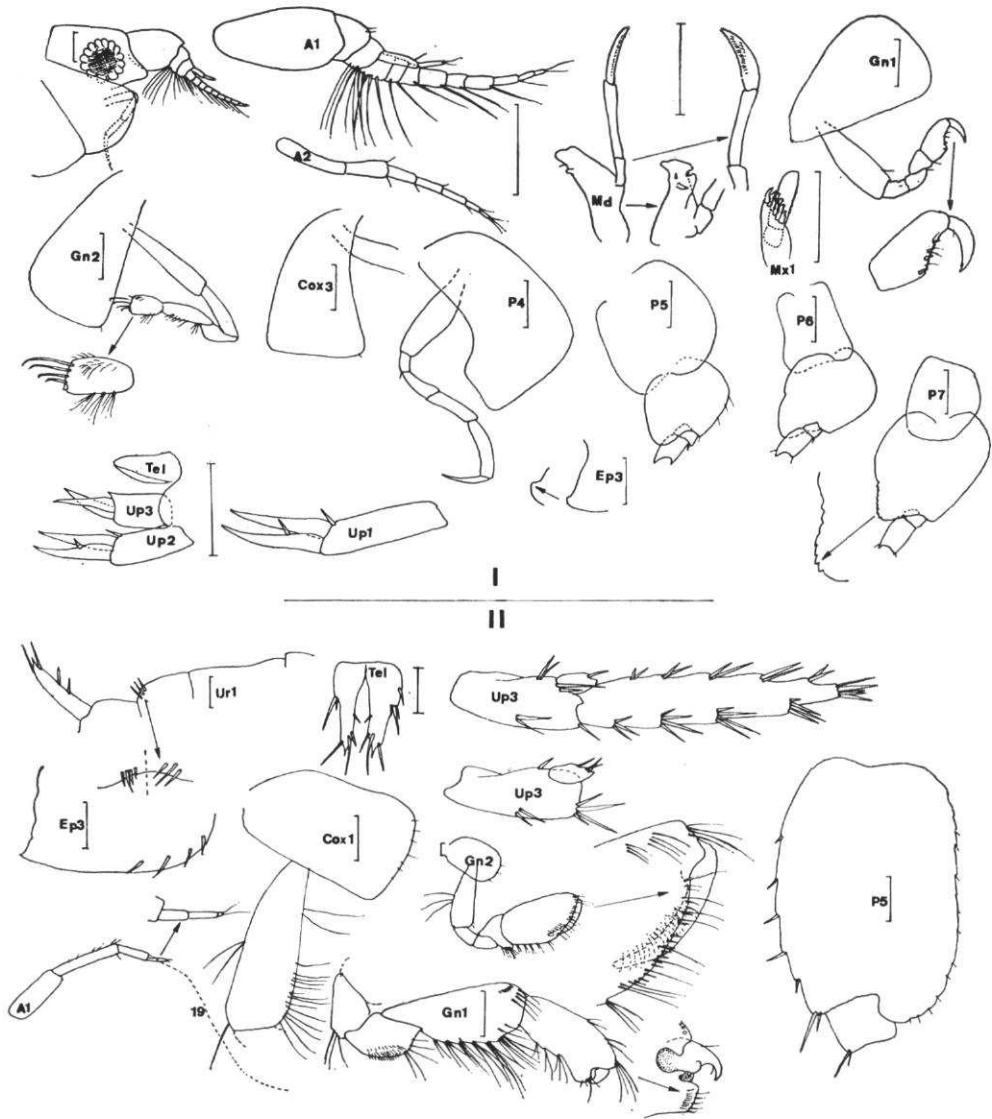 A1
Gn1
A2
Md
Mx1
Gn2
Cox3
P4
P5
P6
P7
Ep3
Tel
Up3
Up2
Up1
I
II
Ur1
Tel
Up3
Ep3
Cox1
Up3
Gn2
P5
A1
19
Gn1